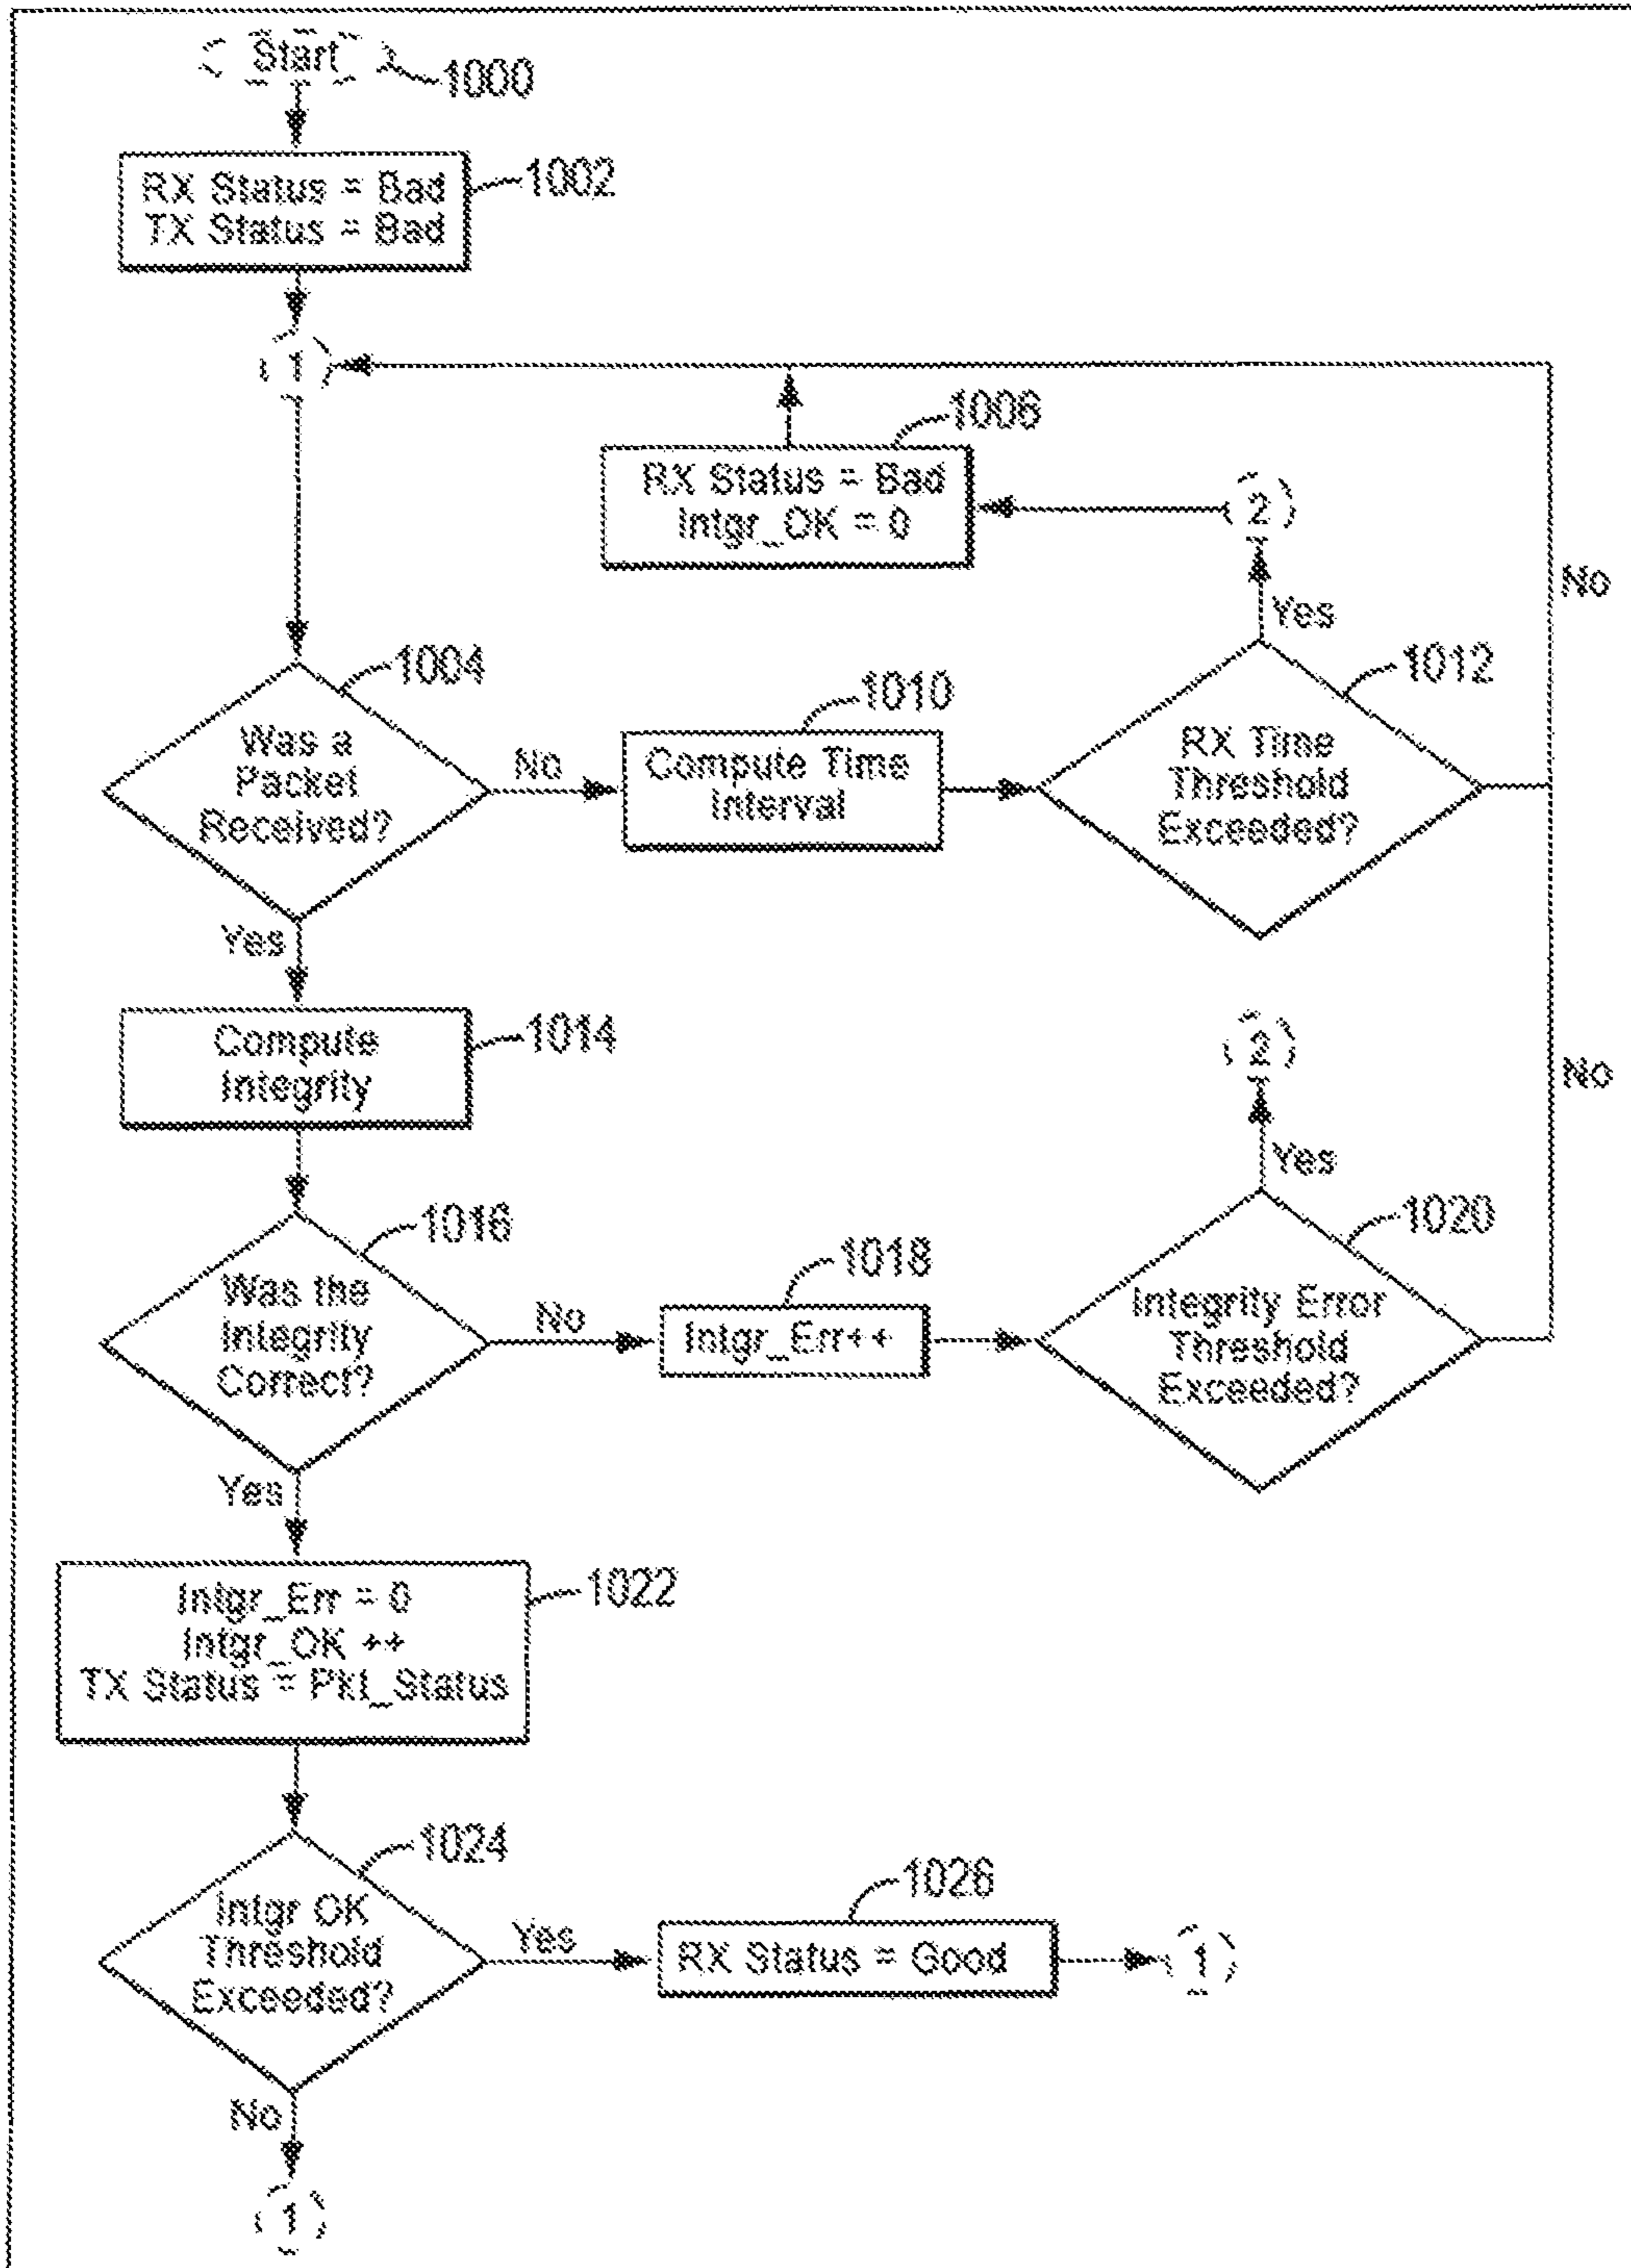 Start
1000
RX Status = Bad
TX Status = Bad
1002
1
1006
RX Status = Bad
Intgr_OK = 0
2
No
Yes
1004
Was a
Packet
Received?
No
1010
Compute Time
Interval
1012
RX Time
Threshold
Exceeded?
Yes
Compute
Integrity
1014
2
No
Yes
1016
Was the
Integrity
Correct?
No
1018
Intgr_Err++
1020
Integrity Error
Threshold
Exceeded?
Yes
Intgr_Err = 0
Intgr_OK ++
TX Status = Pkt_Status
1022
1024
Intgr OK
Threshold
Exceeded?
Yes
1026
RX Status = Good
1
No
1